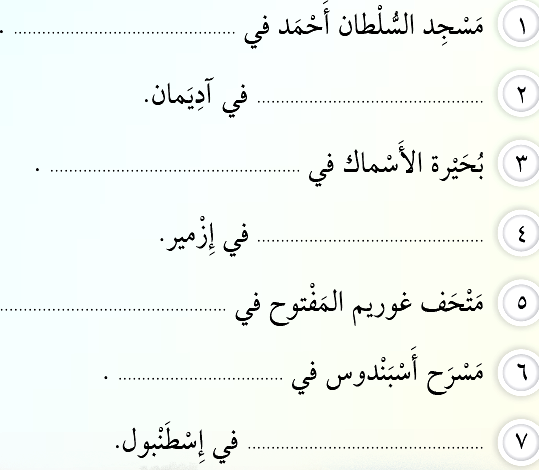 ١ مَسْجِد السُّلْطان أَحْمَد في ........................................ .
٢ ........................................ في آدِيَمان.
٣ بُحَيْرة الأَسْماك في ........................................ .
٤ ........................................ في إِزْمير.
٥ مَتْحَف غوريم المَفْتوح في ........................................
٦ مَسْرَح أَسْبَنْدوس في ........................................ .
٧ ........................................ في إِسْطَنْبول.